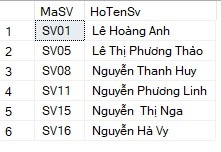 MaSV HoTenSv
1 SV01 Lê Hoàng Anh
2 SV05 Lê Thị Phương Thảo
3 SV08 Nguyễn Thanh Huy
4 SV11 Nguyễn Phương Linh
5 SV15 Nguyễn  Thị Nga
6 SV16 Nguyễn Hà Vy